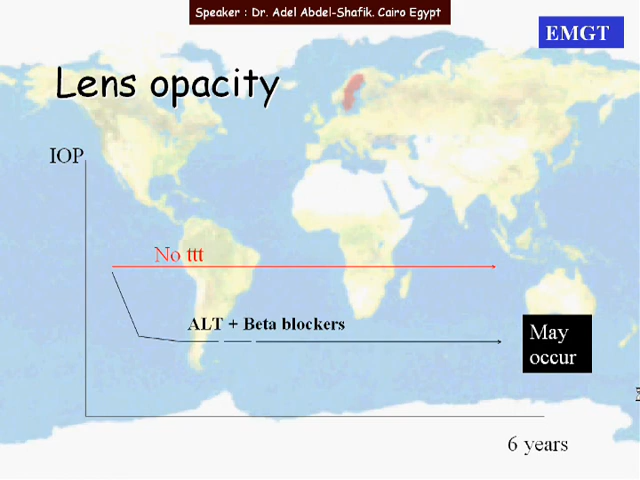 Speaker : Dr. Adel Abdel-Shafik. Cairo Egypt
EMGT
Lens opacity
IOP
No ttt
ALT + Beta blockers
May
occur
6 years